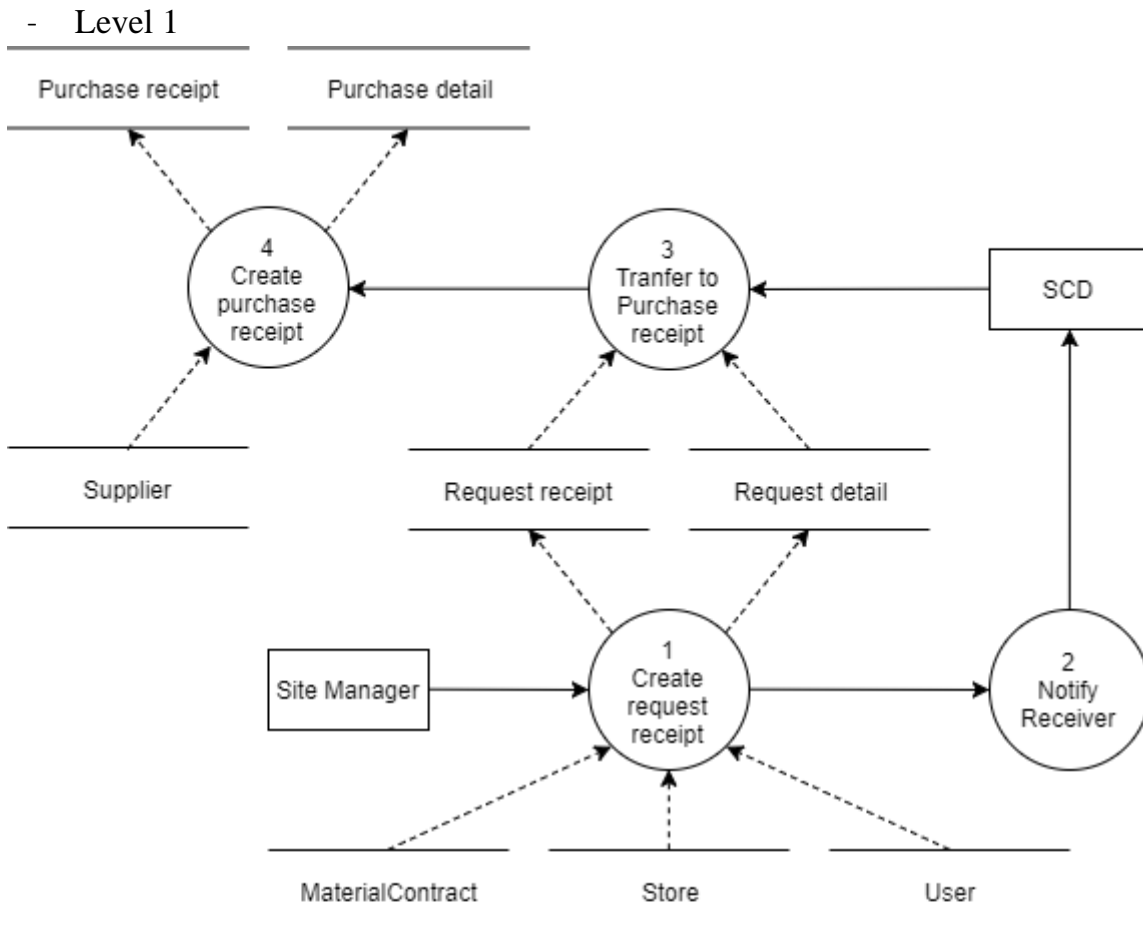 - Level 1
Purchase receipt
Purchase detail
4
Create
purchase
receipt
3
Tranfer to
Purchase
receipt
SCD
Supplier
Request receipt
Request detail
Site Manager
1
Create
request
receipt
2
Notify
Receiver
MaterialContract
Store
User